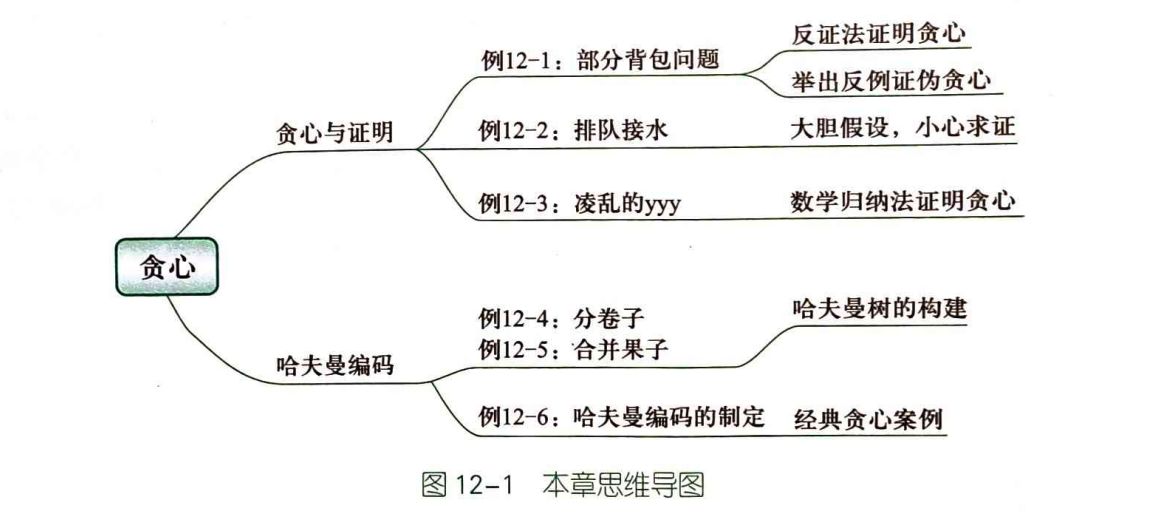 反证法证明贪心
例12-1：部分背包问题
举出反例证伪贪心
贪心与证明
例12-2：排队接水
大胆假设，小心求证
例12-3：凌乱的yyy
数学归纳法证明贪心
贪心
例12-4：分卷子
哈夫曼树的构建
例12-5：合并果子
哈夫曼编码
例12-6：哈夫曼编码的制定
经典贪心案例
图 12-1 本章思维导图